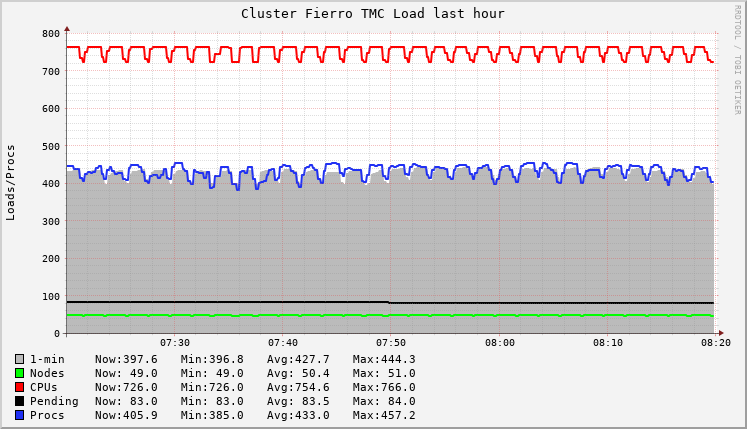 Cluster Fierro TMC Load last hour
RRDTOOL / TOBI OETIKER
Loads/Procs
800
700
600
500
400
300
200
100
0
07:30 07:40 07:50 08:00 08:10 08:20
1-min Now:397.6 Min:396.8 Avg:427.7 Max:444.3
Nodes Now: 49.0 Min: 49.0 Avg: 50.4 Max: 51.0
CPUs Now:726.0 Min:726.0 Avg:754.6 Max:766.0
Pending Now: 83.0 Min: 83.0 Avg: 83.5 Max: 84.0
Procs Now:405.9 Min:385.0 Avg:433.0 Max:457.2